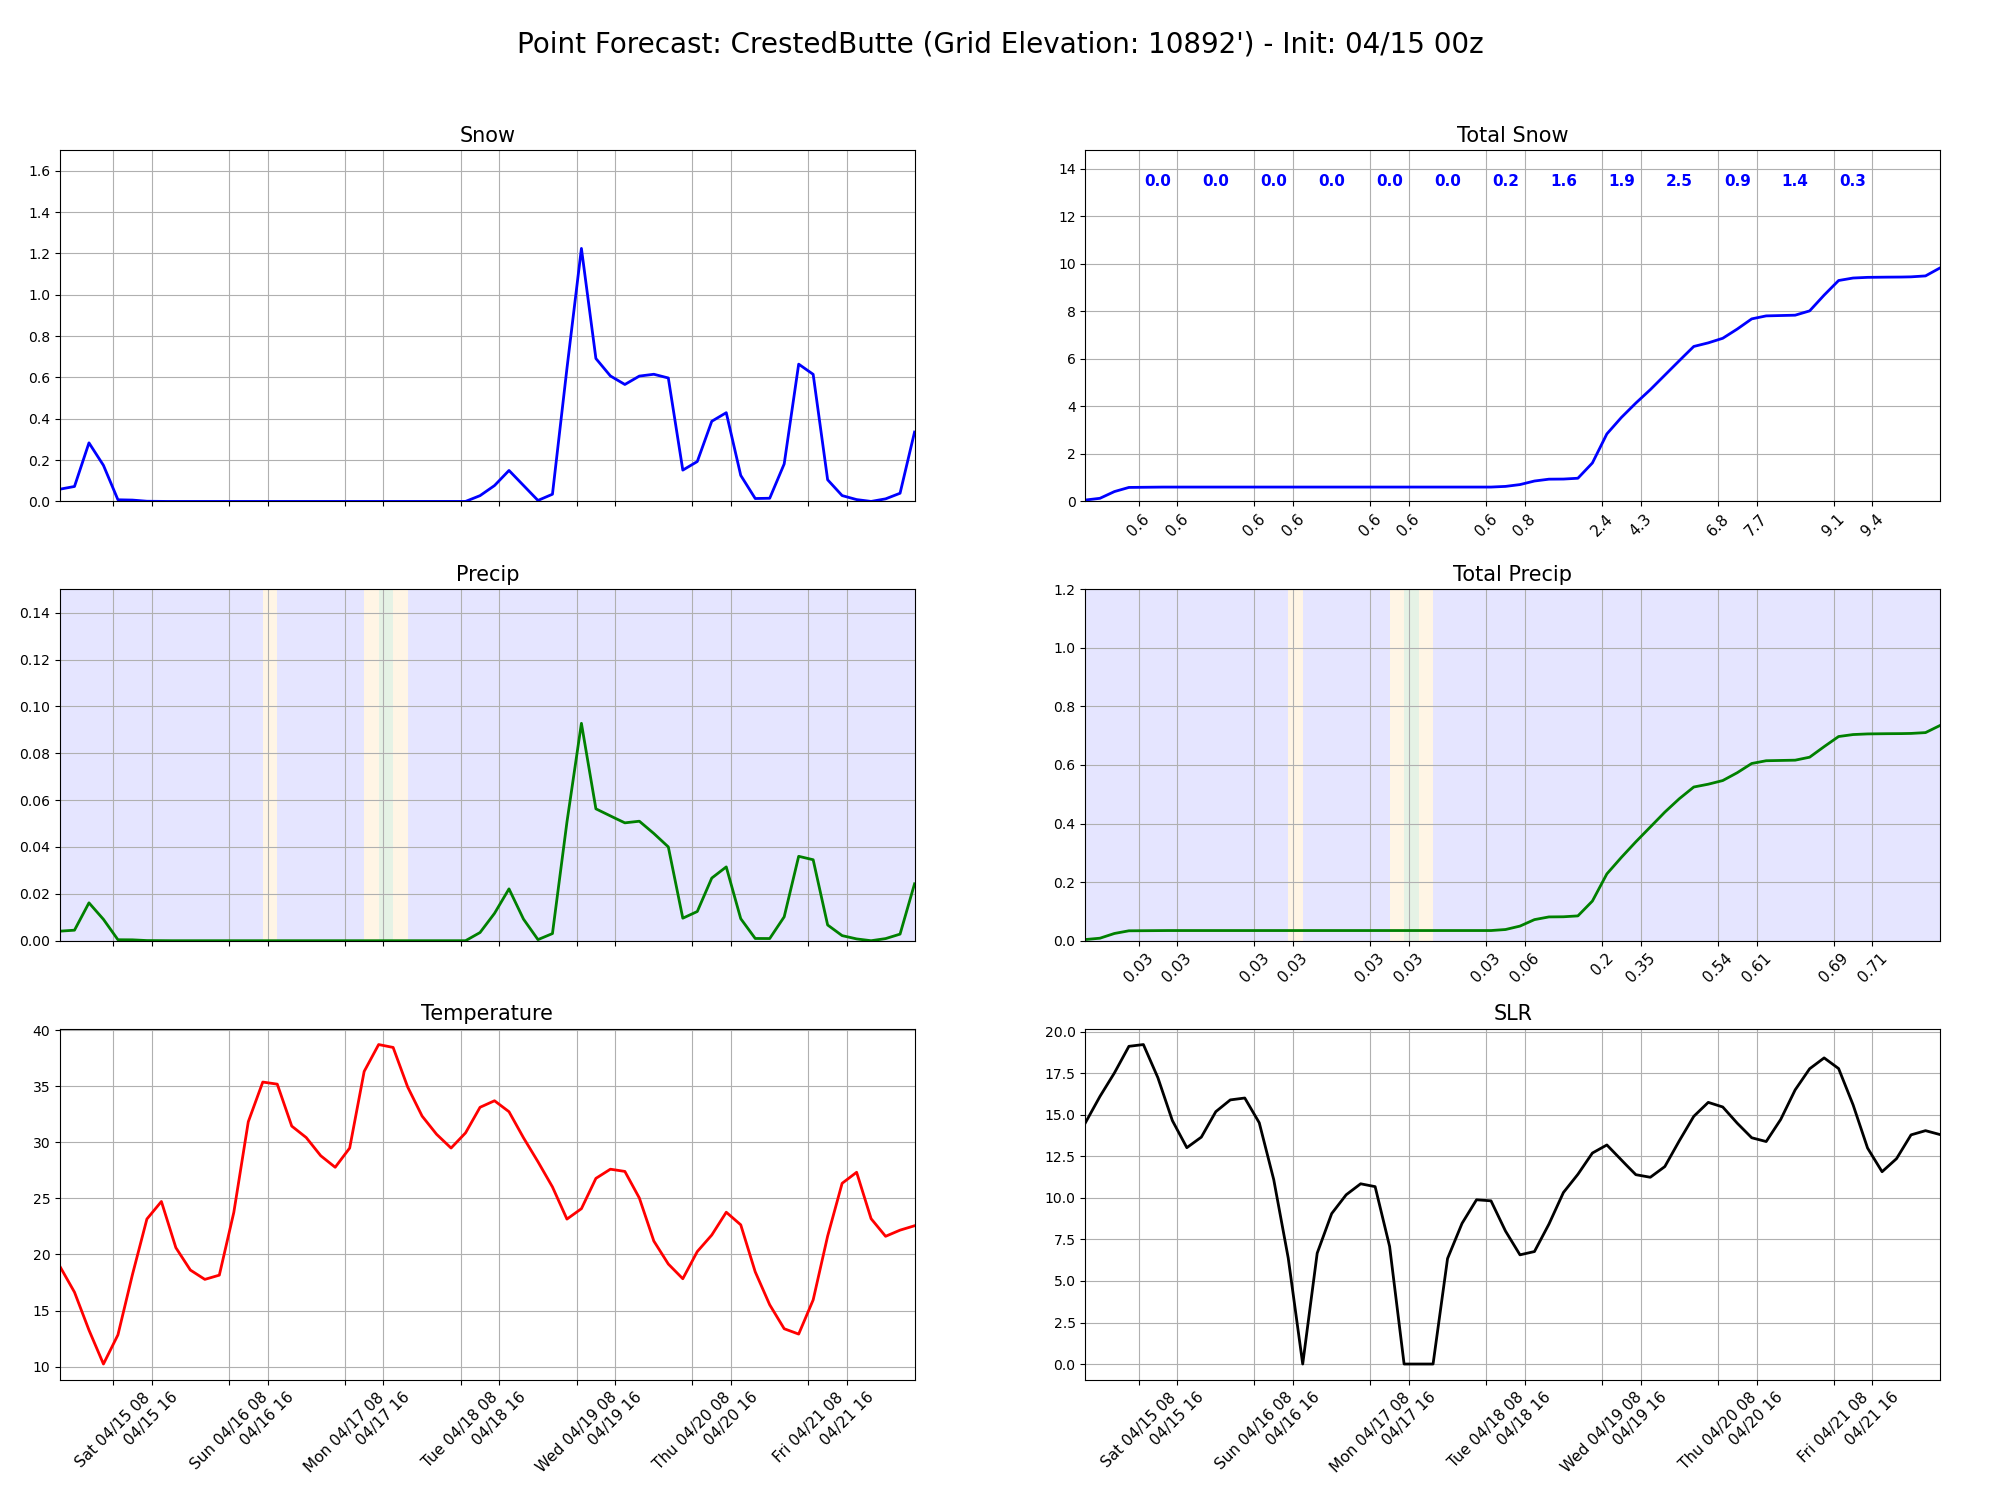 Point Forecast: CrestedButte (Grid Elevation: 10892') - Init: 04/15 00z
Snow
1.6
1.4
1.2
1.0
0.8
0.6
0.4
0.2
0.0
Total Snow
0.0 0.0 0.0 0.0 0.0 0.0 0.2 1.6 1.9 2.5 0.9 1.4 0.3
14
12
10
8
6
4
2
0
0.6 0.6 0.6 0.6 0.6 0.6 0.6 0.8 2.4 4.3 6.8 7.7 9.1 9.4
Precip
0.14
0.12
0.10
0.08
0.06
0.04
0.02
0.00
Total Precip
1.2
1.0
0.8
0.6
0.4
0.2
0.0
0.03 0.03 0.03 0.03 0.03 0.03 0.03 0.06 0.2 0.35 0.54 0.61 0.69 0.71
Temperature
40
35
30
25
20
15
10
Sat 04/15 08
04/15 16
Sun 04/16 08
04/16 16
Mon 04/17 08
04/17 16
Tue 04/18 08
04/18 16
Wed 04/19 08
04/19 16
Thu 04/20 08
04/20 16
Fri 04/21 08
04/21 16
SLR
20.0
17.5
15.0
12.5
10.0
7.5
5.0
2.5
0.0
Sat 04/15 08
04/15 16
Sun 04/16 08
04/16 16
Mon 04/17 08
04/17 16
Tue 04/18 08
04/18 16
Wed 04/19 08
04/19 16
Thu 04/20 08
04/20 16
Fri 04/21 08
04/21 16